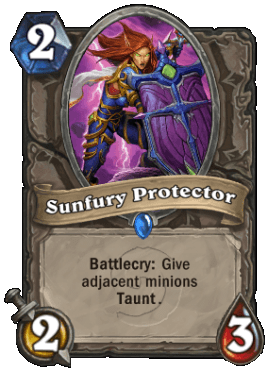 2
Sunfury Protector
Battlecry: Give
adjacent minions
Taunt.
2
3